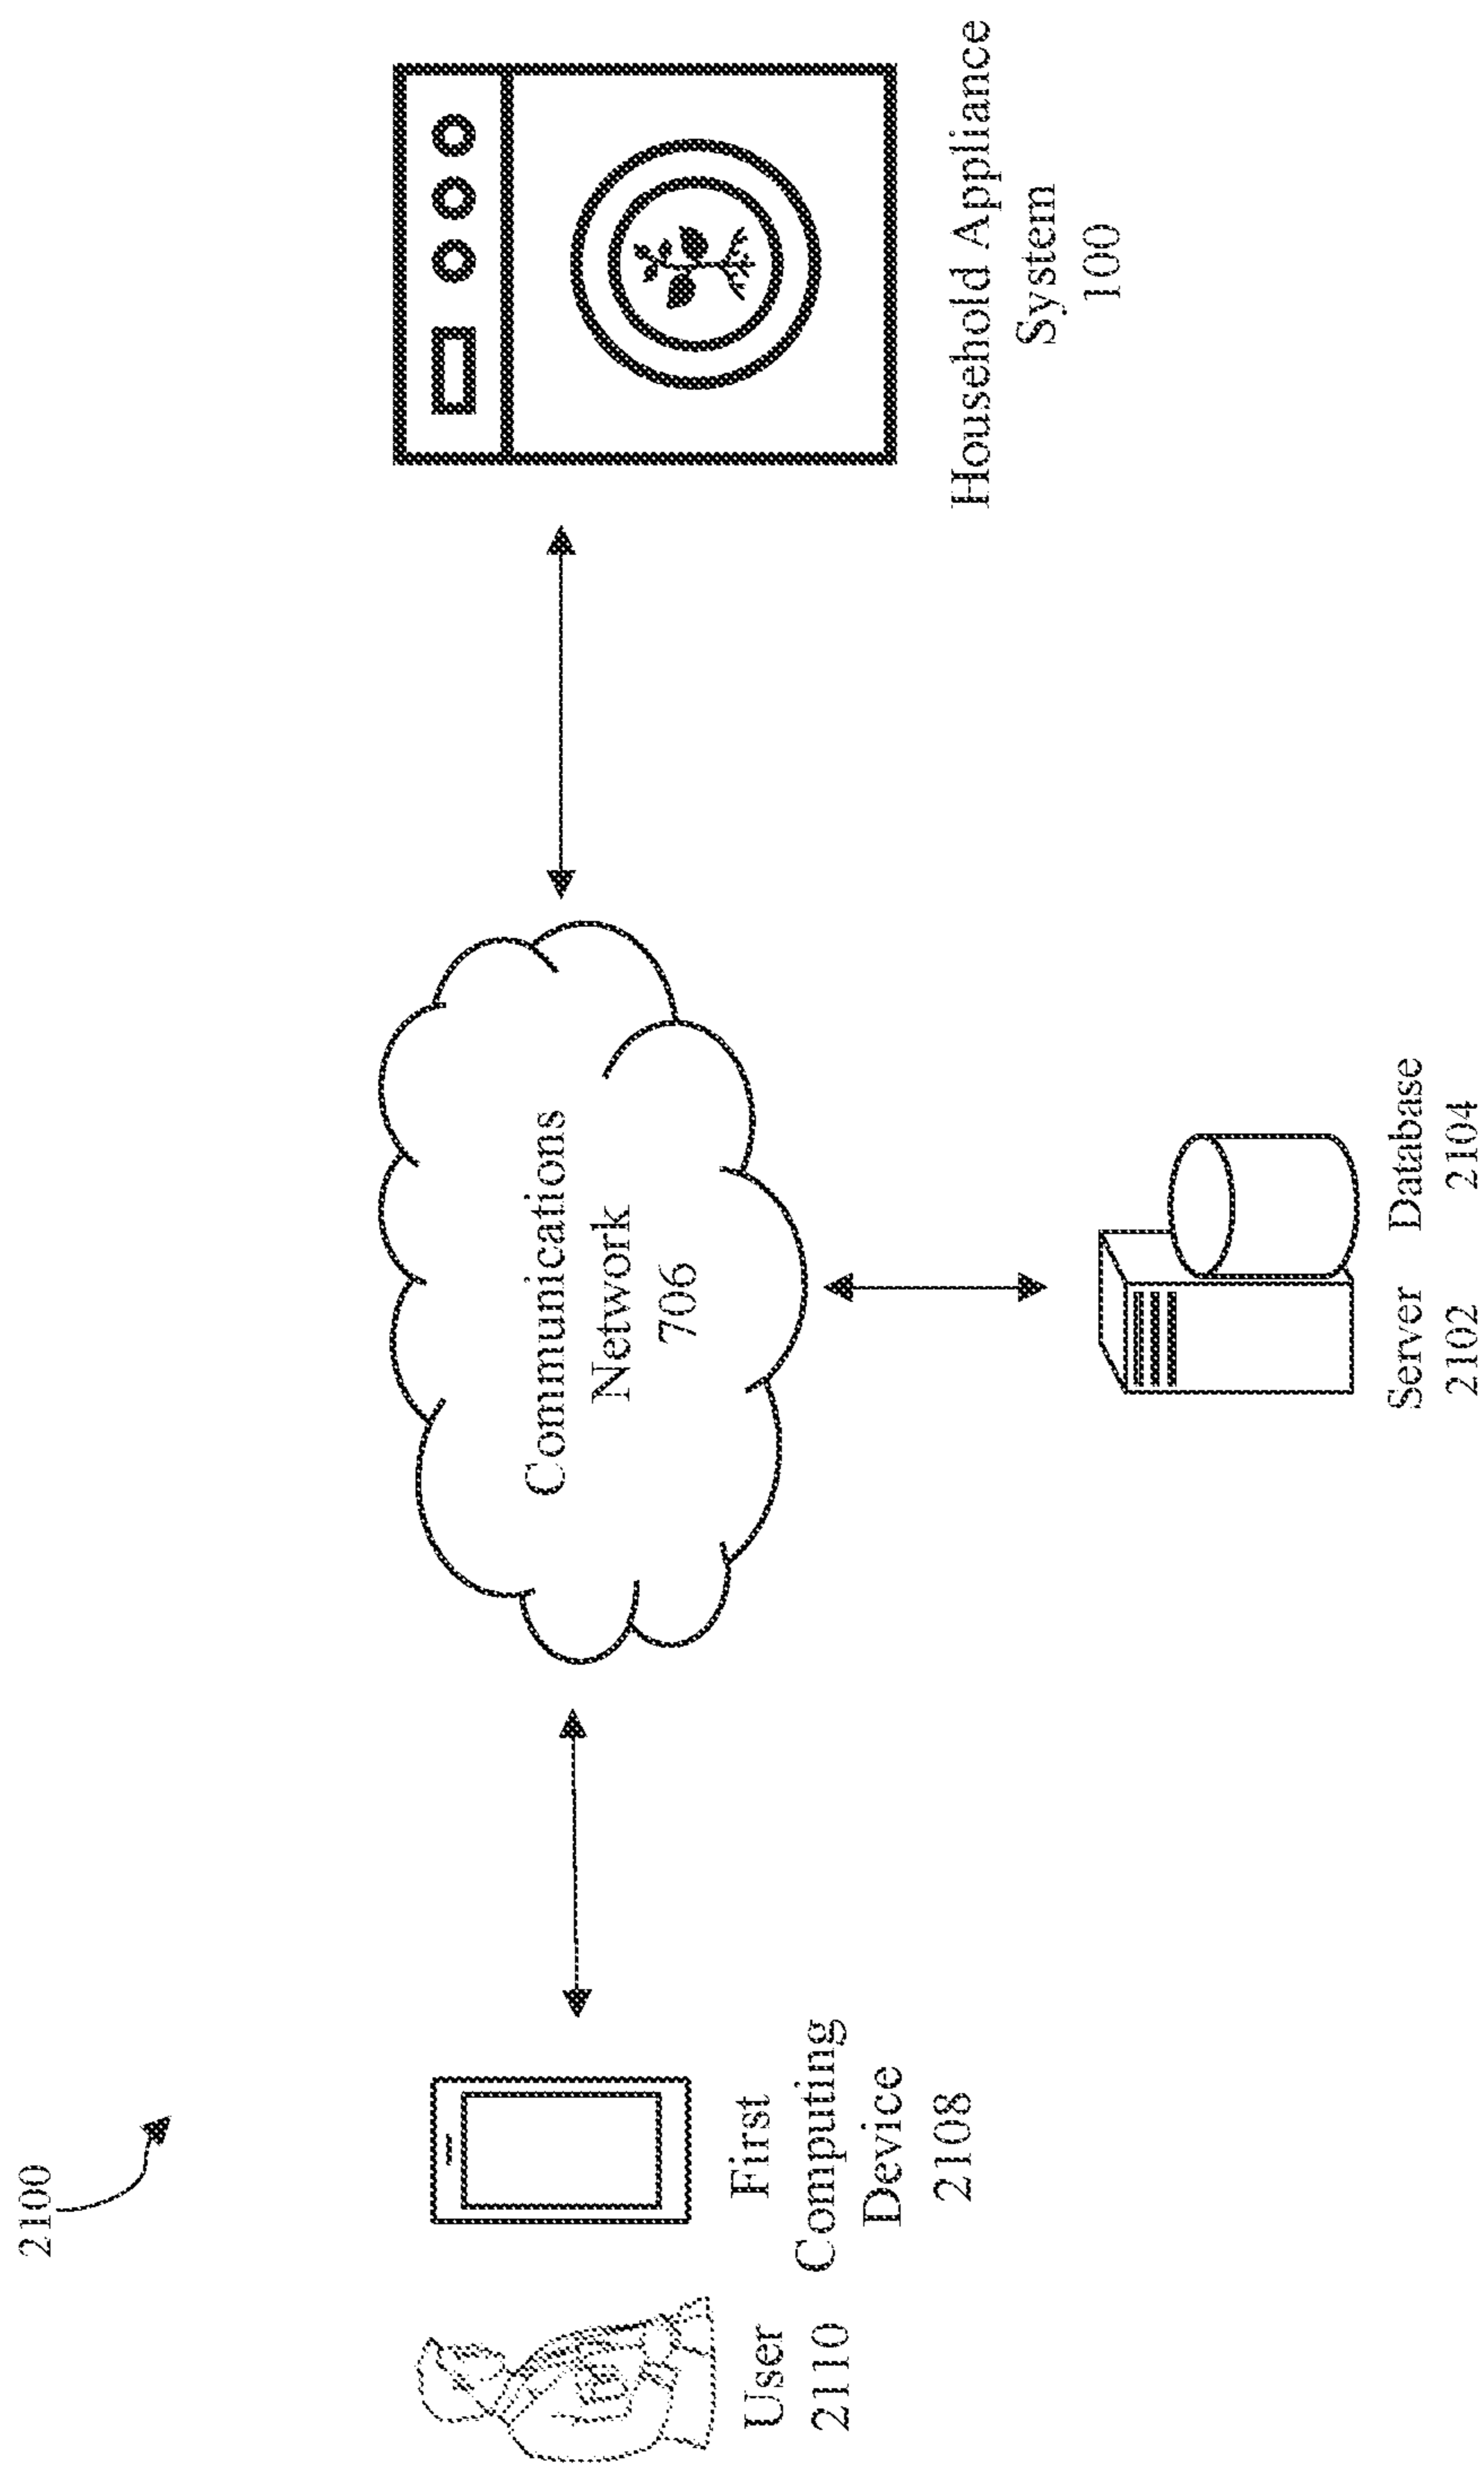 2100
User
2110
First
Computing
Device
2108
Communications
Network
706
Server
2102
Database
2104
Household Appliance
System
100